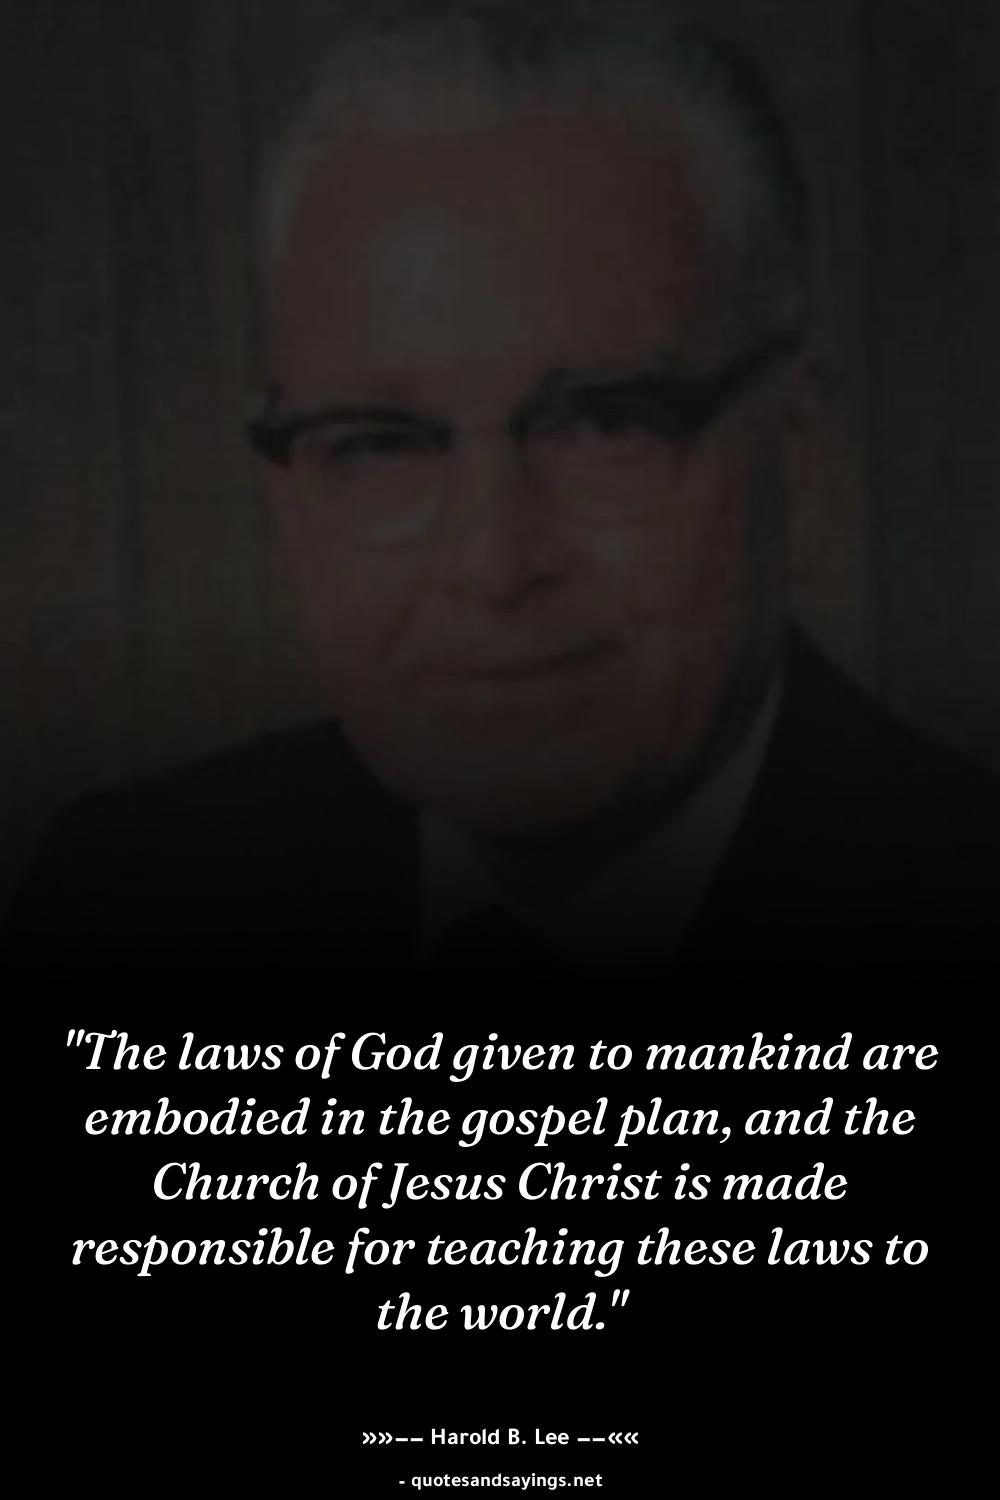 "The laws of God given to mankind are
embodied in the gospel plan, and the
Church of Jesus Christ is made
responsible for teaching these laws to
the world."
»»−− Harold B. Lee −−««
- quotesandsayings.net